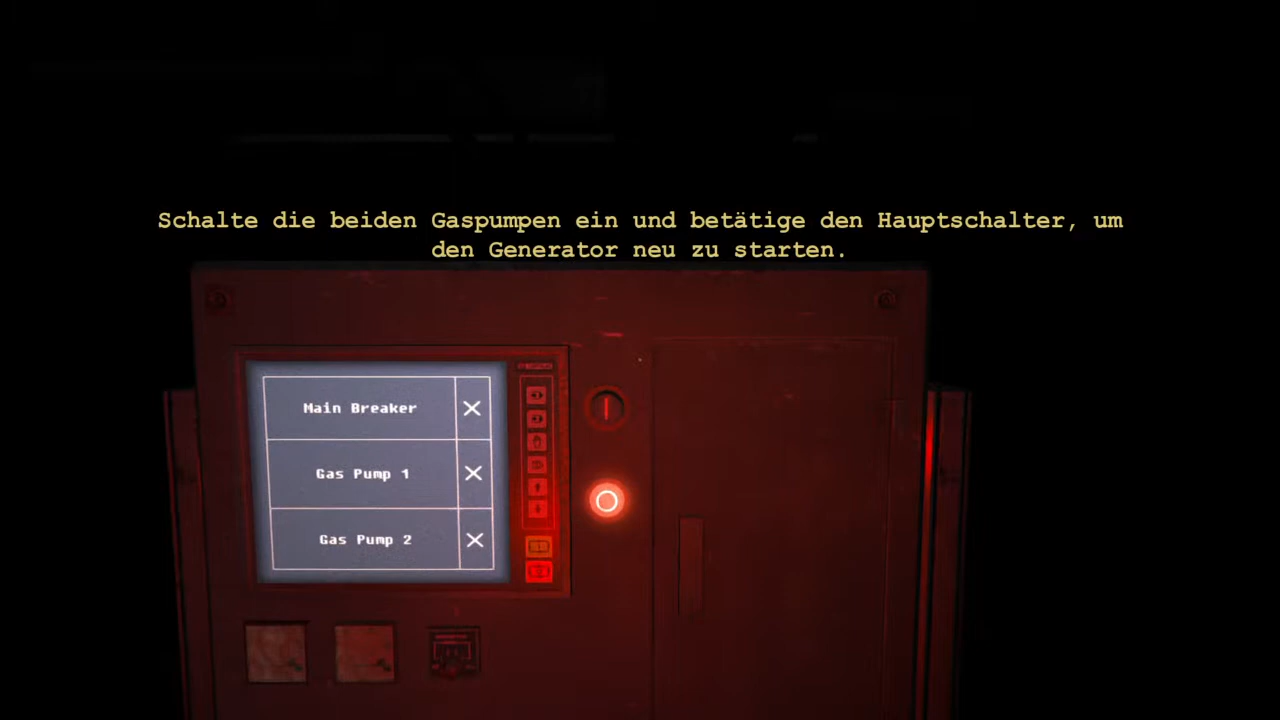 Schalte die beiden Gaspumpen ein und betätige den Hauptschalter, um
den Generator neu zu starten.
Main Breaker
Gas Pump 1
Gas Pump 2